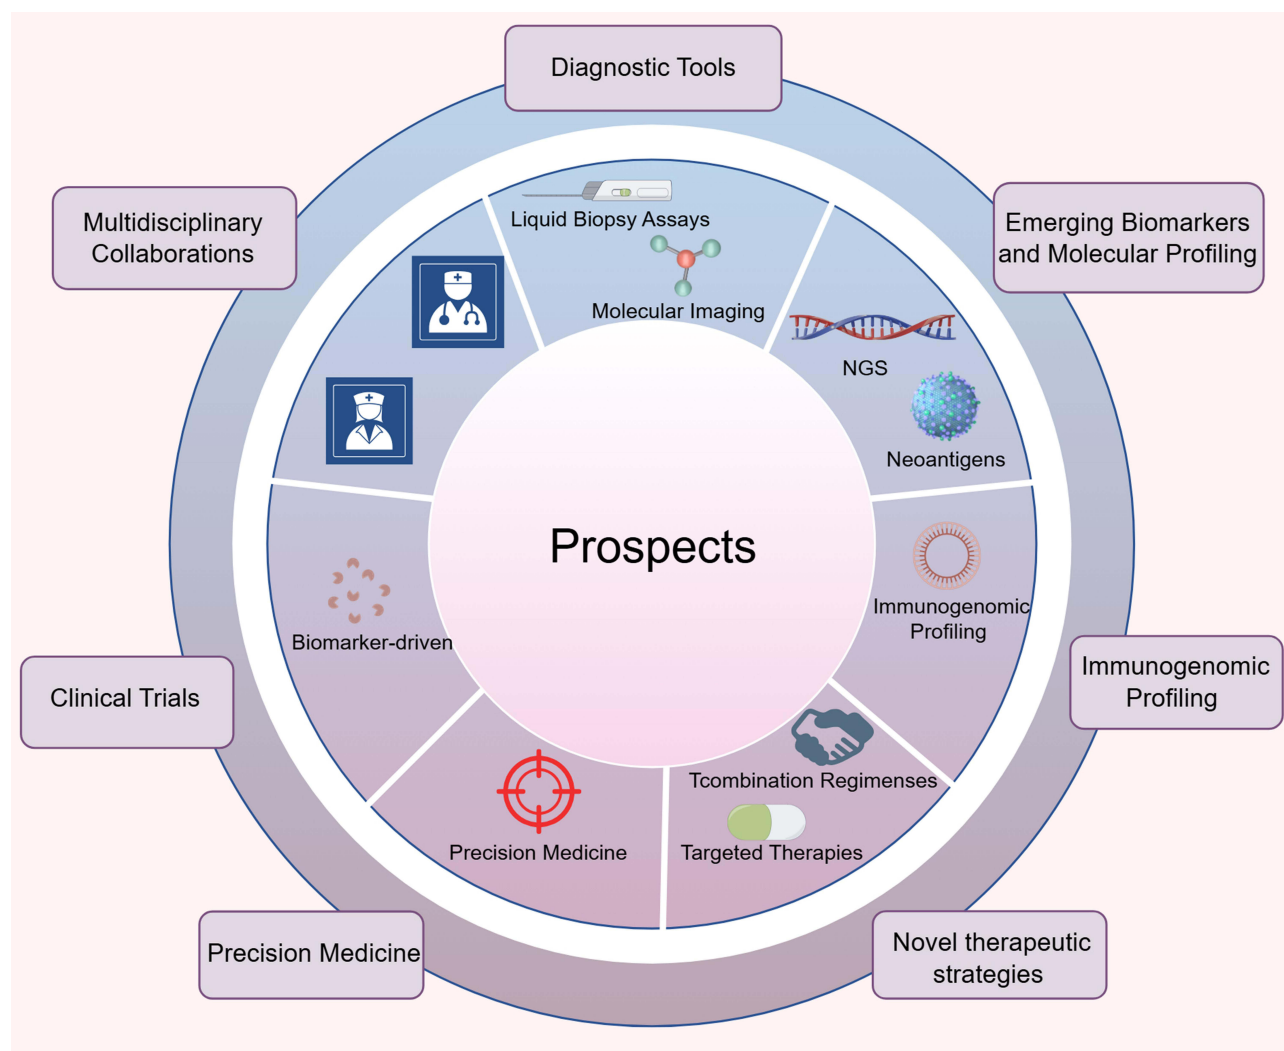 Diagnostic Tools
Multidisciplinary
Collaborations
Emerging Biomarkers
and Molecular Profiling
Liquid Biopsy Assays
Molecular Imaging
NGS
Neoantigens
Prospects
Immunogenomic
Profiling
Biomarker-driven
Immunogenomic
Profiling
Clinical Trials
Tcombination Regimenses
Targeted Therapies
Precision Medicine
Precision Medicine
Novel therapeutic
strategies